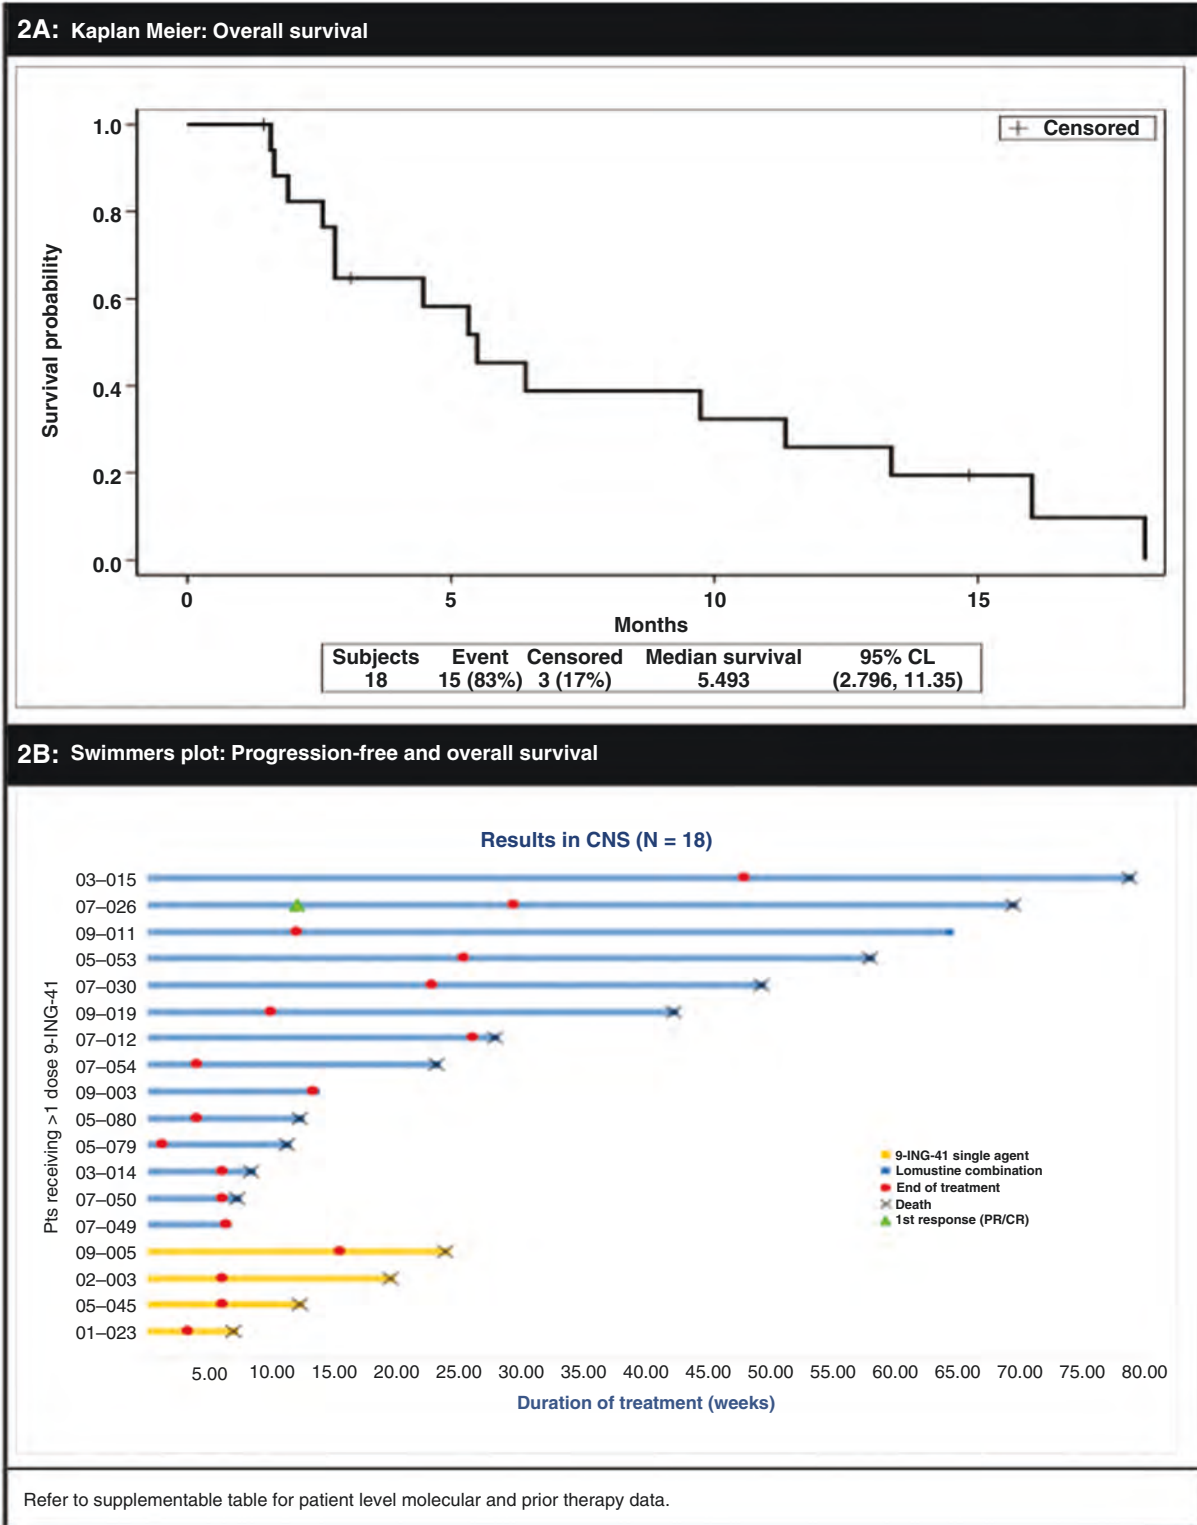 2A: Kaplan Meier: Overall survival
Censored
1.0
0.8
0.6
0.4
0.2
0.0
Survival probability
0 5 10 15
Months
Subjects Event Censored Median survival 95% CL
18 15 (83%) 3 (17%) 5.493 (2.796, 11.35)
2B: Swimmers plot: Progression-free and overall survival
Results in CNS (N = 18)
Pts receiving >1 dose 9-ING-41
03–015
07–026
09–011
05–053
07–030
09–019
07–012
07–054
09–003
05–080
05–079
03–014
07–050
07–049
09–005
02–003
05–045
01–023
9-ING-41 single agent
Lomustine combination
End of treatment
Death
1st response (PR/CR)
5.00 10.00 15.00 20.00 25.00 30.00 35.00 40.00 45.00 50.00 55.00 60.00 65.00 70.00 75.00 80.00
Duration of treatment (weeks)
Refer to supplementable table for patient level molecular and prior therapy data.